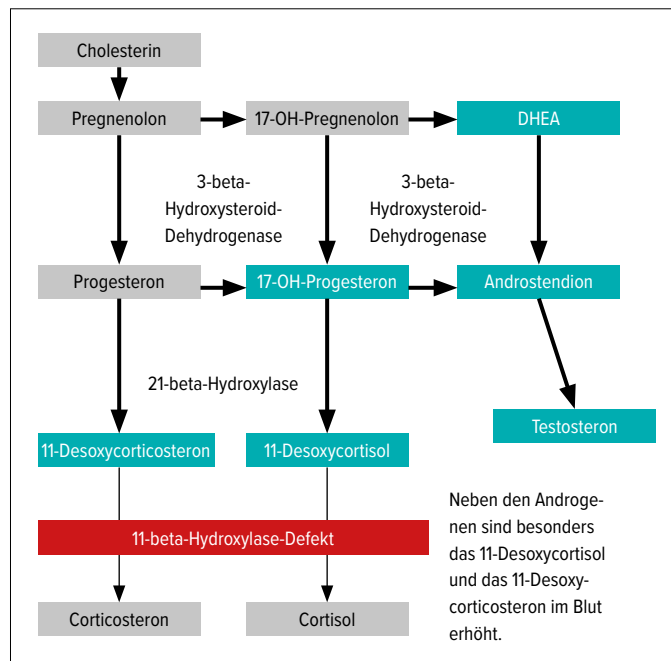 Cholesterin
Pregnenolon
17-OH-Pregnenolon
DHEA
3-beta-
Hydroxysteroid-
Dehydrogenase
3-beta-
Hydroxysteroid-
Dehydrogenase
Progesteron
17-OH-Progesteron
Androstendion
21-beta-Hydroxylase
Testosteron
11-Desoxycorticosteron
11-Desoxycortisol
11-beta-Hydroxylase-Defekt
Corticosteron
Cortisol
Neben den Androge-
nen sind besonders
das 11-Desoxycortisol
und das 11-Desoxy-
corticosteron im Blut
erhöht.